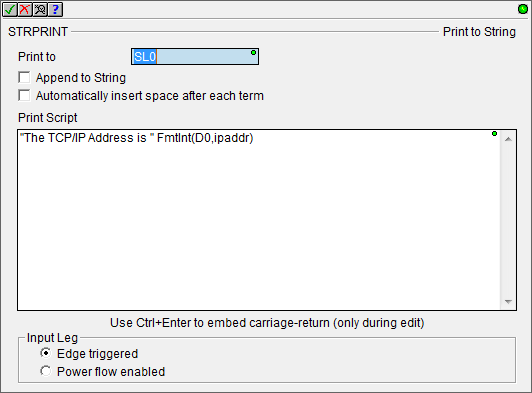 STRPRINT Print to String
Print to SL0
Append to String
Automatically insert space after each term
Print Script
"The TCP/IP Address is " FmtInt(D0,ipaddr)
Use Ctrl+Enter to embed carriage-return (only during edit)
Input Leg
Edge triggered
Power flow enabled